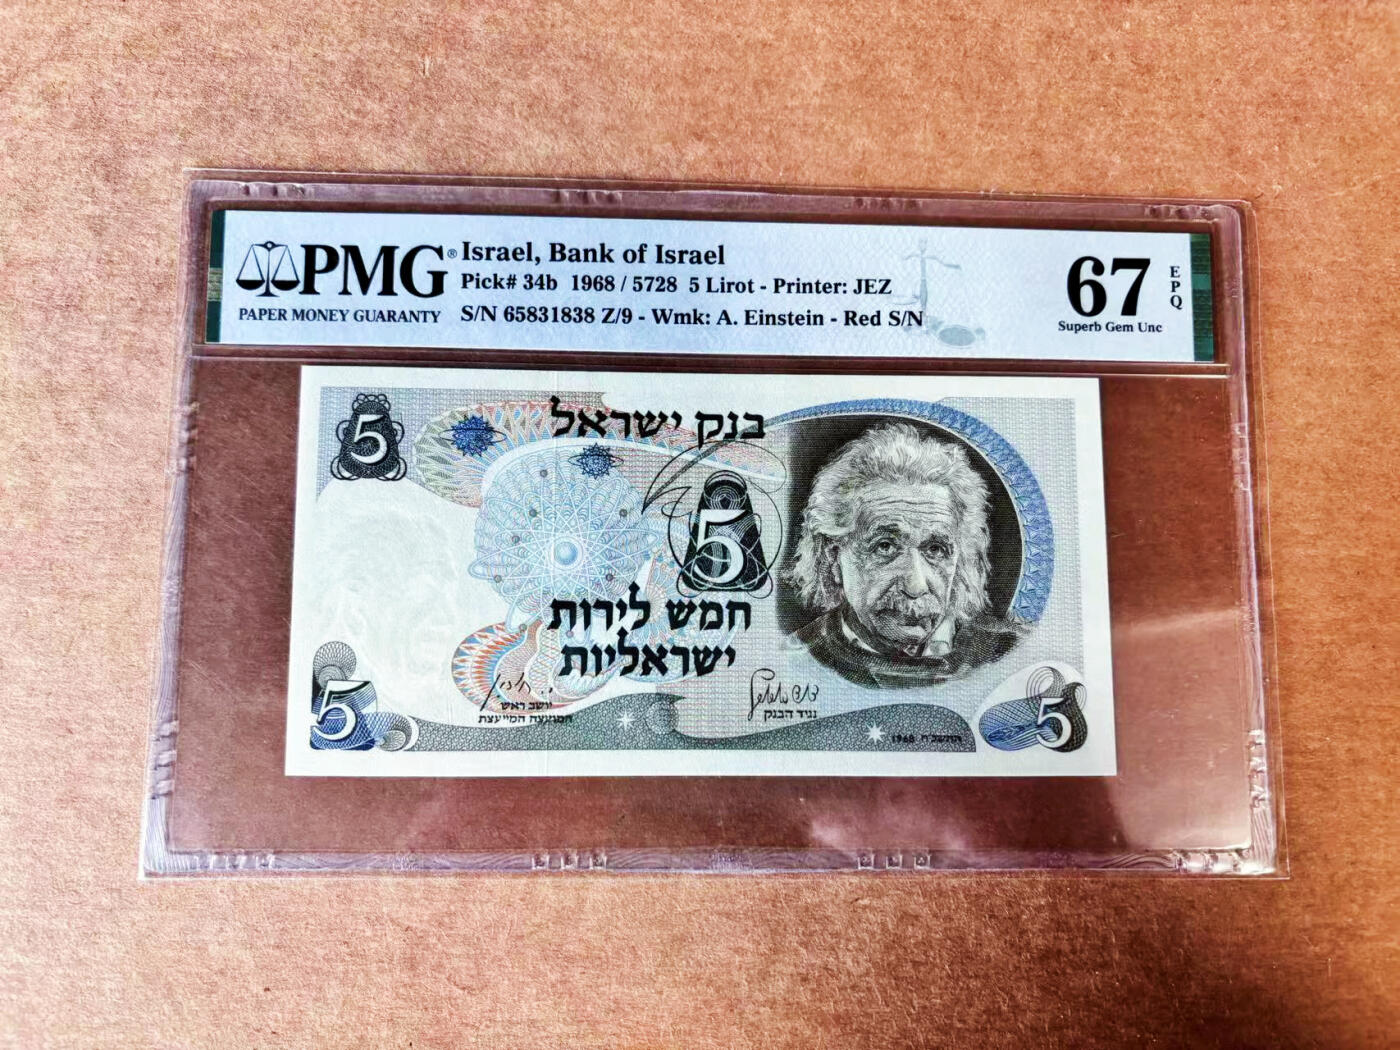 PMG®
PAPER MONEY GUARANTY
Israel, Bank of Israel
Pick# 34b 1968 / 5728 5 Lirot - Printer: JEZ
S/N 65831838 Z/9 - Wmk: A. Einstein - Red S/N
67
EPQ
Superb Gem Unc
5
בנק ישראל
5
חמש לירות
ישראליות
יושב ראש
המועצה המייעצת
נגיד הבנק
5
1968 התשכ"ח
5